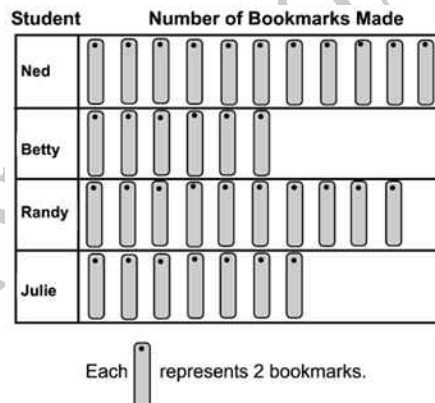 Student Number of Bookmarks Made
Ned
Betty
Randy
Julie
Each represents 2 bookmarks.